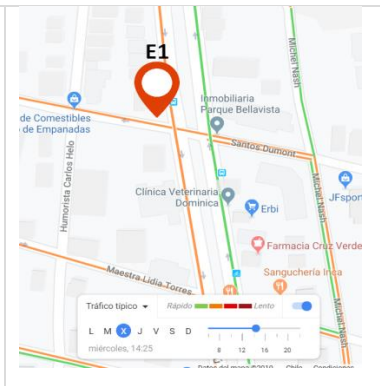 E1
Michel Nash
Inmobiliaria
Parque Bellavista
de Comestibles
de Empanadas
Santos Dumont
Humorista Carlos Helo
Clínica Veterinaria
Dominica
Erbi
Michel Nash
JFsport
Farmacia Cruz Verde
Maestra Lidia Torres
Sanguchería Inca
Tráfico típico
Rápido
Lento
L M X J V S D
miércoles, 14:25
8 12 16 20
Datos del mapa ©2019 Chile Condiciones